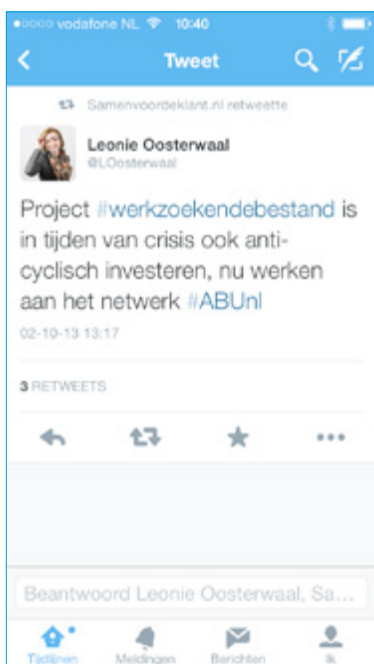 vodafone NL 10:40
Tweet
Samenvoordeklant.nl retweette
Leonie Oosterwaal
@LOosterwaal
Project #werkzoekendebestand is
in tijden van crisis ook anti-
cyclisch investeren, nu werken
aan het netwerk #ABUnl
02-10-13 13:17
3 RETWEETS
Beantwoord Leonie Oosterwaal, Sa...
Tijdlijnen Meldingen Berichten Ik